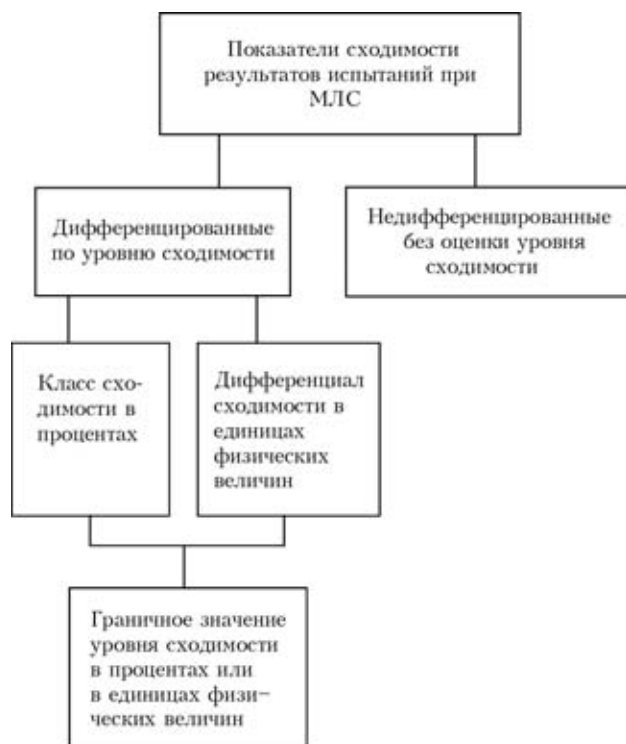 Показатели сходимости
результатов испытаний при
МЛС
Дифференцированные
по уровню сходимости
Недифференцированные
без оценки уровня
сходимости
Класс схо-
димости в
процентах
Дифференциал
сходимости в
единицах
физических
величин
Граничное значение
уровня сходимости
в процентах или
в единицах физи-
ческих величин